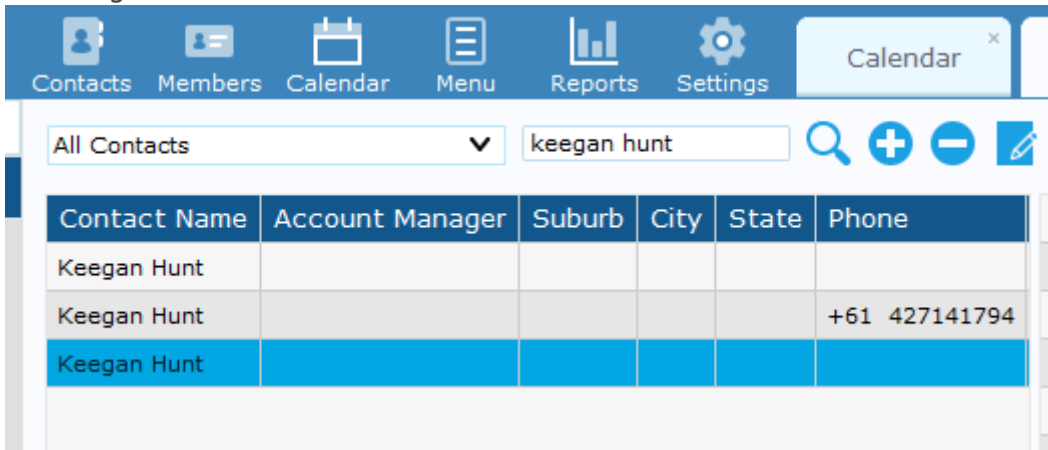 Contacts Members Calendar Menu Reports Settings Calendar ×
All Contacts keegan hunt
Contact Name Account Manager Suburb City State Phone
Keegan Hunt
Keegan Hunt +61 427141794
Keegan Hunt